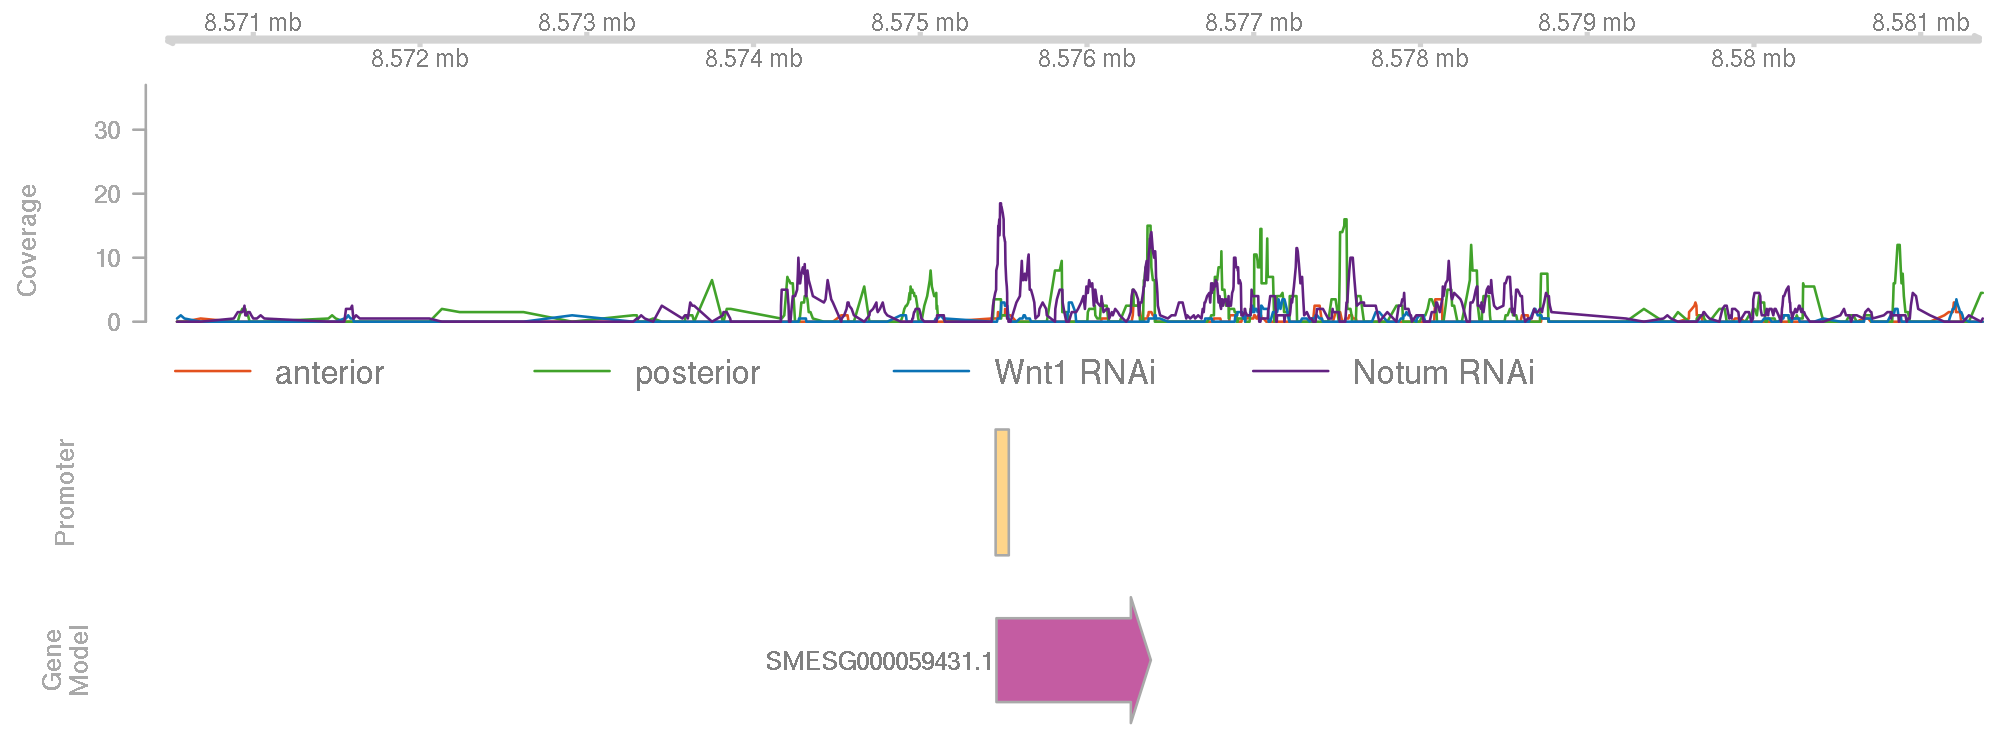 8.571 mb 8.573 mb 8.575 mb 8.577 mb 8.579 mb 8.581 mb
8.572 mb 8.574 mb 8.576 mb 8.578 mb 8.58 mb
30
20
10
0
Coverage
anterior posterior Wnt1 RNAi Notum RNAi
Promoter
SMESG000059431.1
Gene
Model